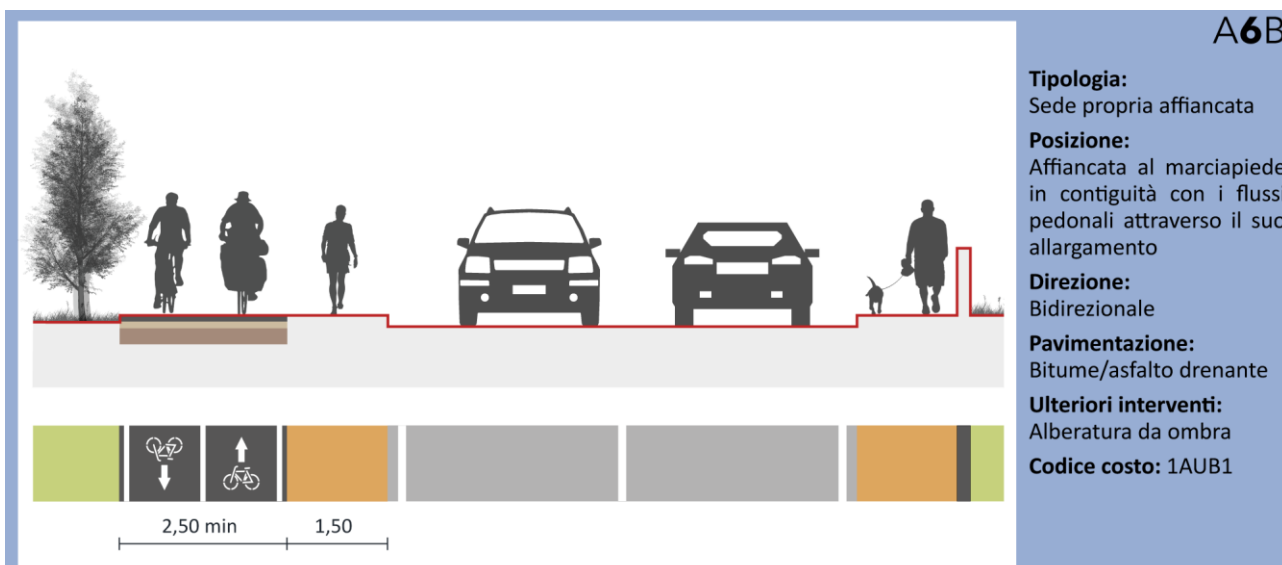 A6B
Tipologia:
Sede propria affiancata
Posizione:
Affiancata al marciapiede
in contiguità con i flussi
pedonali attraverso il suo
allargamento
Direzione:
Bidirezionale
Pavimentazione:
Bitume/asfalto drenante
Ulteriori interventi:
Alberatura da ombra
Codice costo: 1AUB1
2,50 min
1,50